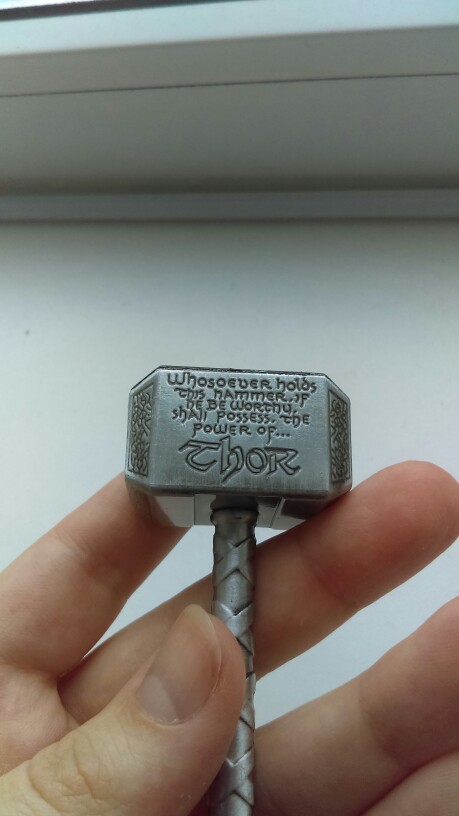 Whosoever holds
this hammer, if
he be worthy,
shall possess. the
power of...
Thor